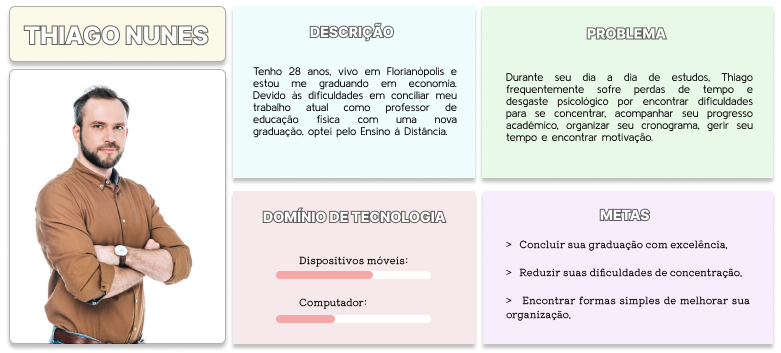 THIAGO NUNES
DESCRIÇÃO
Tenho 28 anos, vivo em Florianópolis e
estou me graduando em economia.
Devido às dificuldades em conciliar meu
trabalho atual como professor de
educação física com uma nova
graduação, optei pelo Ensino à Distância.
PROBLEMA
Durante seu dia a dia de estudos, Thiago
frequentemente sofre perdas de tempo e
desgaste psicológico por encontrar dificuldades
para se concentrar, acompanhar seu progresso
acadêmico, organizar seu cronograma, gerir seu
tempo e encontrar motivação.
DOMÍNIO DE TECNOLOGIA
Dispositivos móveis:
Computador:
METAS
> Concluir sua graduação com excelência,
> Reduzir suas dificuldades de concentração,
> Encontrar formas simples de melhorar sua
organização,